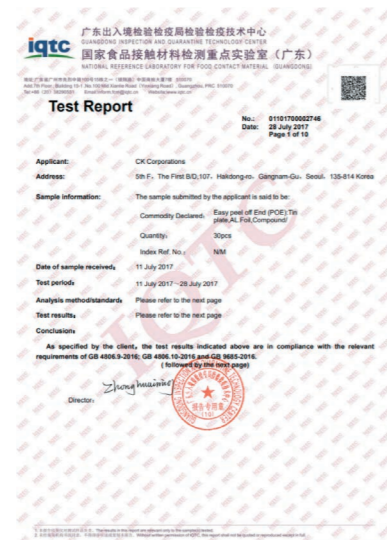 iqtc
广东出入境检验检疫局检验检疫技术中心
GUANGDONG INSPECTION AND QUARANTINE TECHNOLOGY CENTER
国家食品接触材料检测重点实验室（广东）
NATIONAL REFERENCE LABORATORY FOR FOOD CONTACT MATERIAL (GUANGDONG)
Test Report
No.: 01101700002746
Date: 28 July 2017
Page 1 of 10
Applicant: CK Corporations
Address: 5th F, The First B/D,107, Hakdong-ro, Gangnam-Gu, Seoul, 135-814 Korea
Sample information: The sample submitted by the applicant is said to be:
Commodity Declared: Easy peel off End (POE):Tin
plate,AL Foil,Compound/
Quantity: 30pcs
Index Ref. No.: N/M
Date of sample received: 11 July 2017
Test period: 11 July 2017~28 July 2017
Analysis method/standard: Please refer to the next page
Test results: Please refer to the next page
Conclusion:
As specified by the client, the test results indicated above are in compliance with the relevant
requirements of GB 4806.9-2016; GB 4806.10-2016 and GB 9685-2016.
( followed by the next page)
Director: